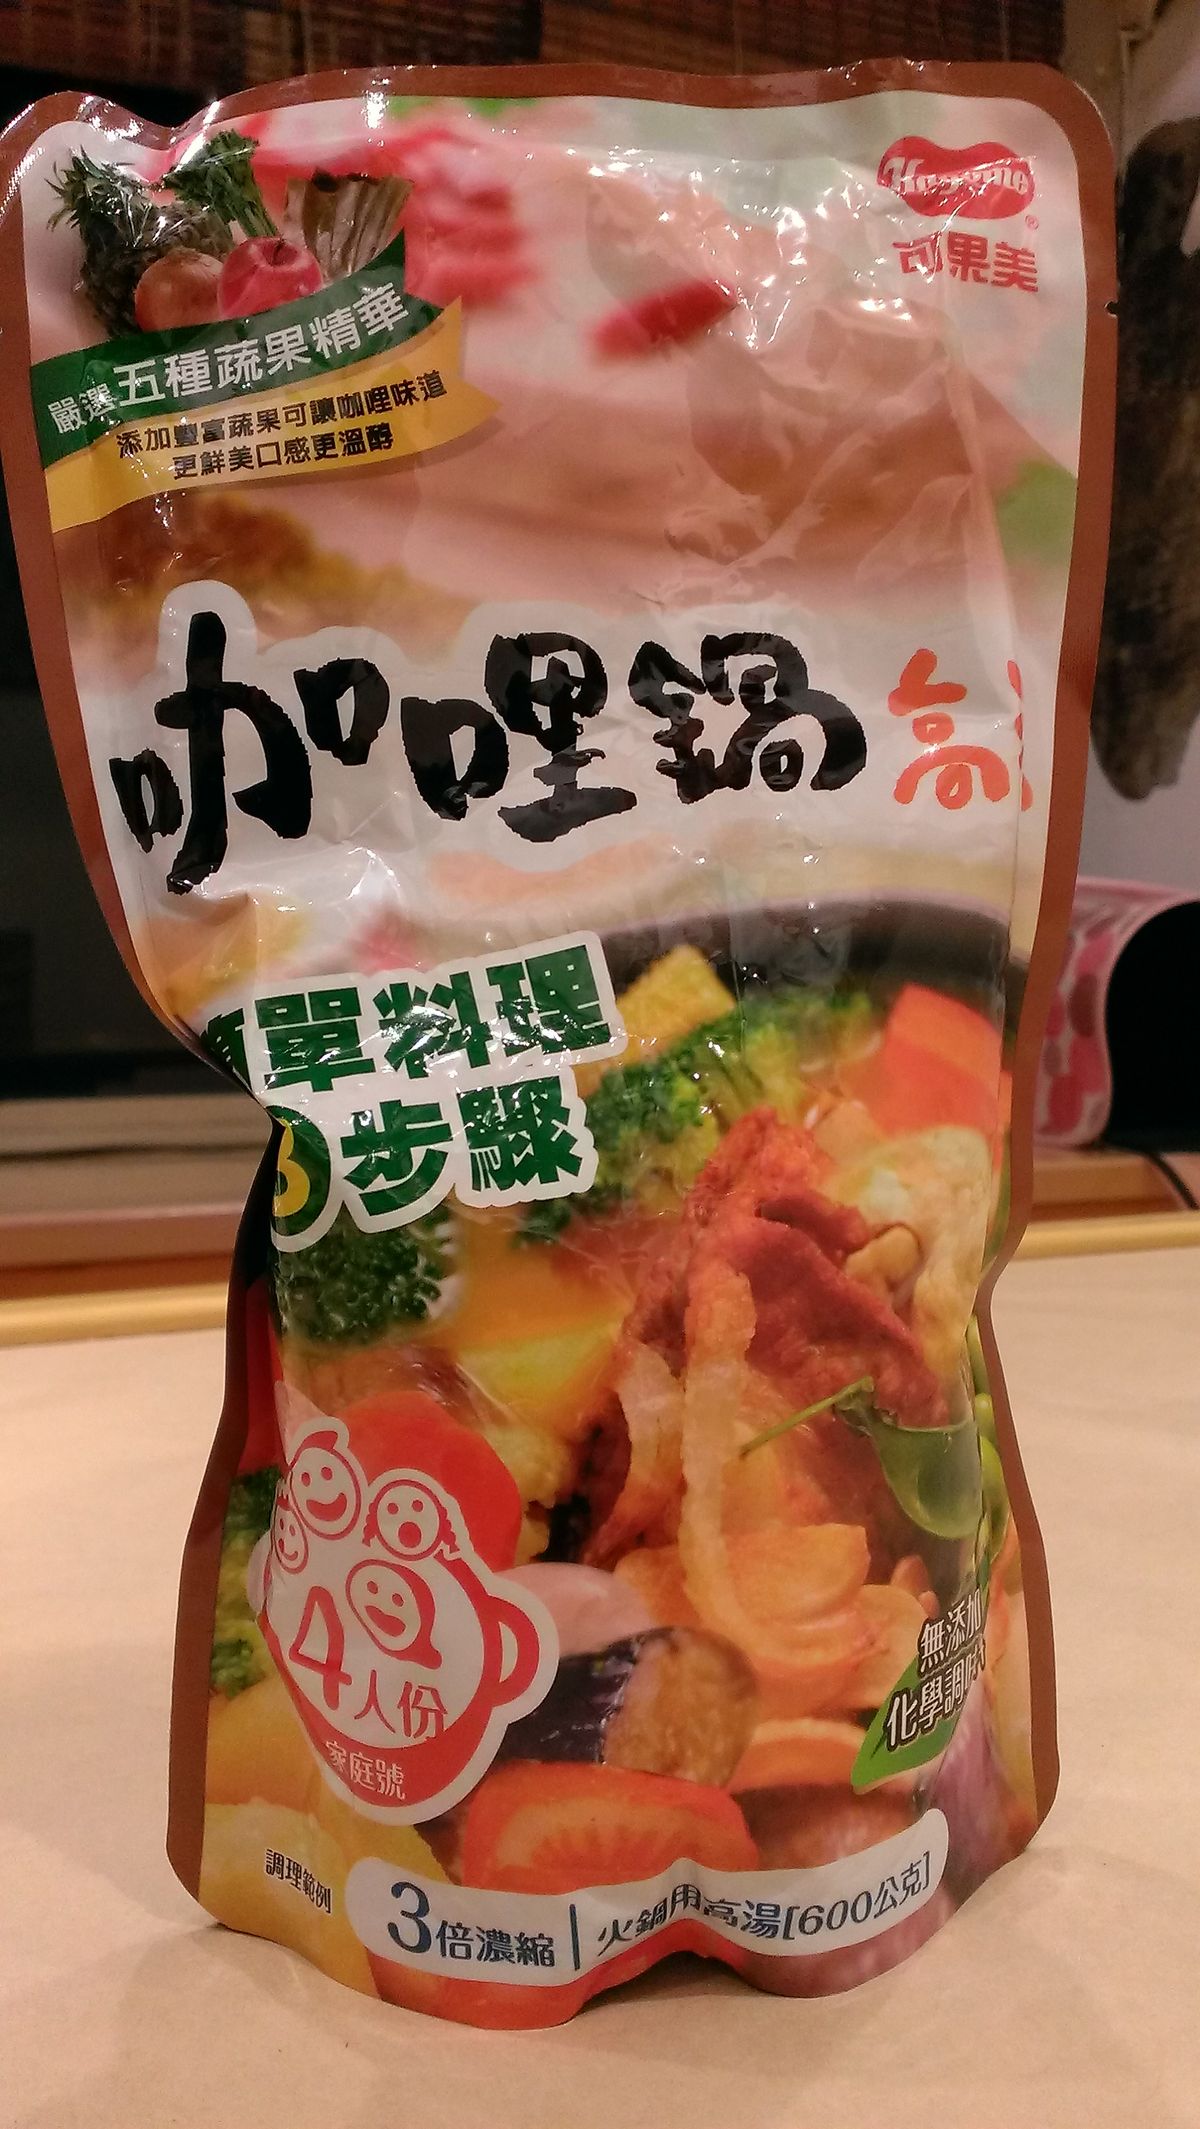 嚴選五種蔬果精華
添加豐富蔬果可讓咖哩味道
更鮮美口感更溫醇
可果美
咖哩鍋 高
單料理
3步驟
4人份
家庭號
無添加
化學調味
調理範例
3倍濃縮 | 火鍋用高湯[600公克]